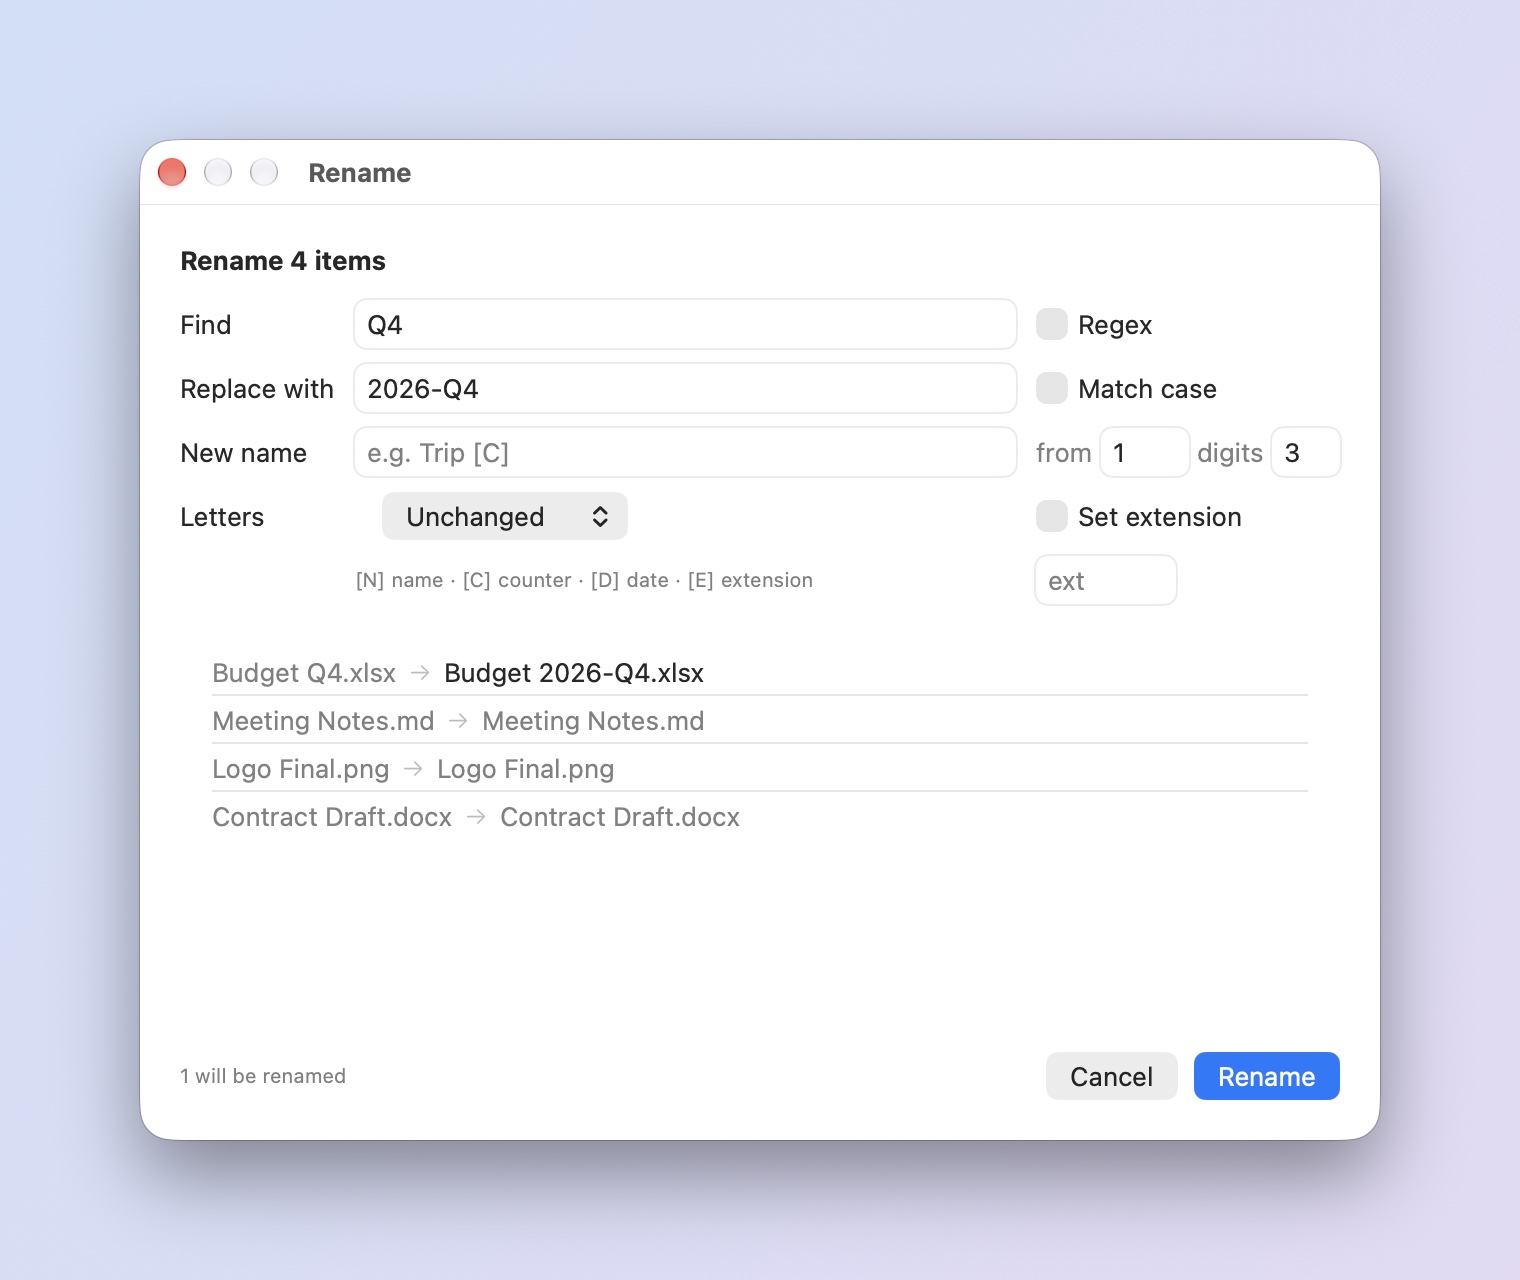 Rename
Rename 4 items
Find Q4 Regex
Replace with 2026-Q4 Match case
New name e.g. Trip [C] from 1 digits 3
Letters Unchanged Set extension
[N] name · [C] counter · [D] date · [E] extension ext
Budget Q4.xlsx → Budget 2026-Q4.xlsx
Meeting Notes.md → Meeting Notes.md
Logo Final.png → Logo Final.png
Contract Draft.docx → Contract Draft.docx
1 will be renamed Cancel Rename